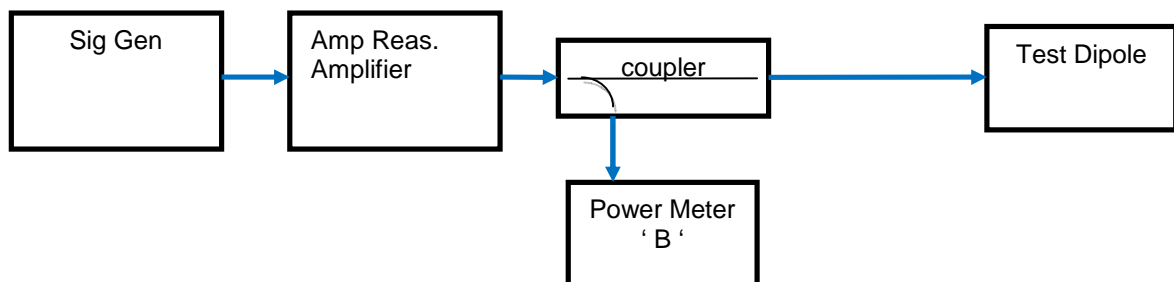 Sig Gen
Amp Reas.
Amplifier
coupler
Test Dipole
Power Meter
‘ B ‘